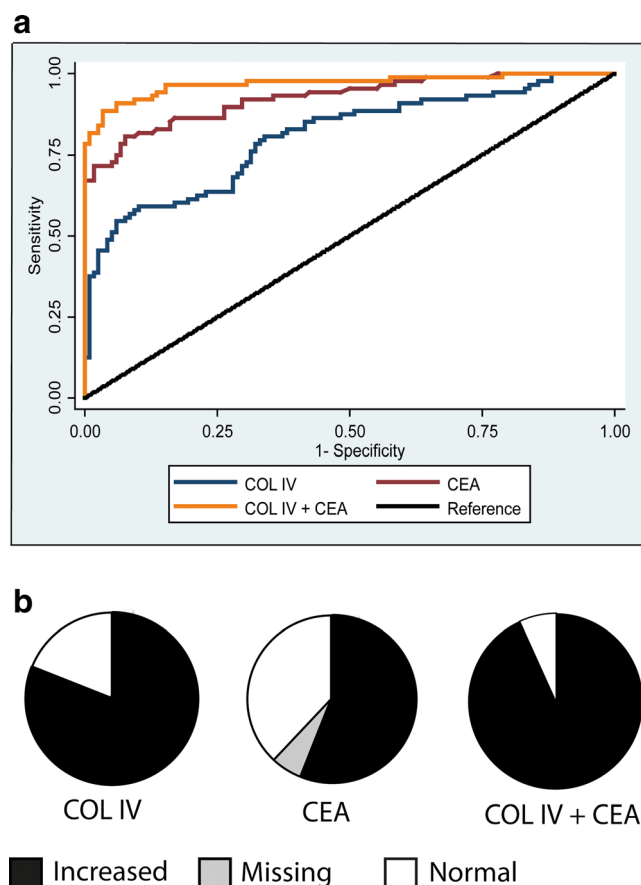 a
1.00
0.75
0.50
0.25
0.00
Sensitivity
0.00 0.25 0.50 0.75 1.00
1- Specificity
COL IV CEA
COL IV + CEA Reference
b
COL IV CEA COL IV + CEA
Increased Missing Normal